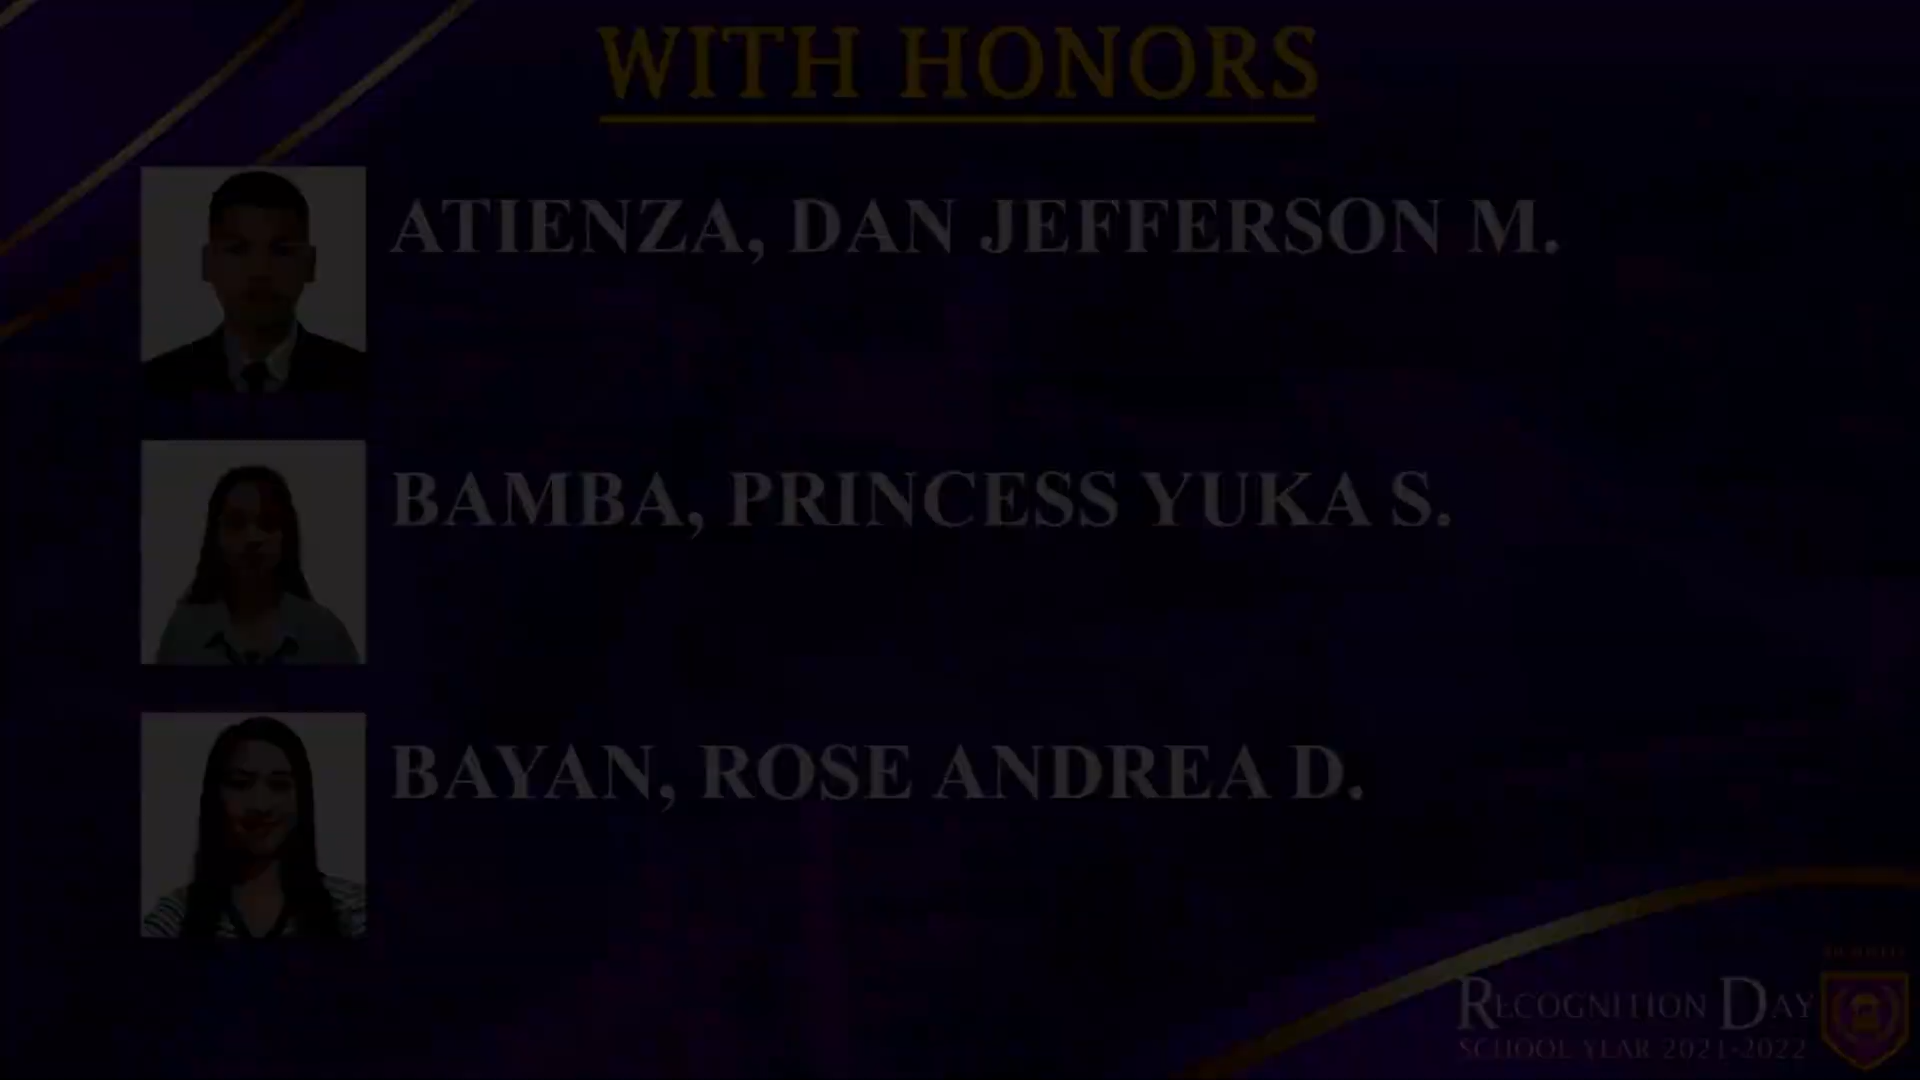 WITH HONORS
ATIENZA, DAN JEFFERSON M.
BAMBA, PRINCESS YUKA S.
BAYAN, ROSE ANDREA D.
RECOGNITION DAY
SCHOOL YEAR 2021-2022